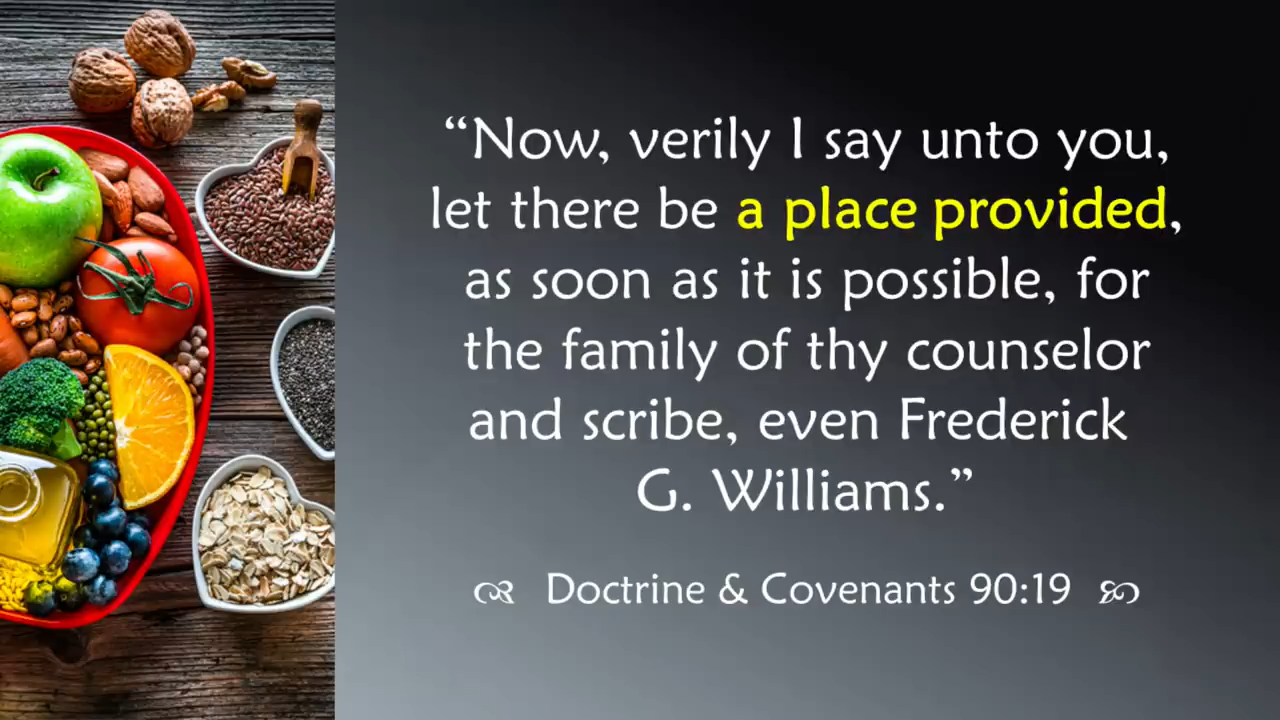 “Now, verily I say unto you,
let there be a place provided,
as soon as it is possible, for
the family of thy counselor
and scribe, even Frederick
G. Williams.”
Doctrine & Covenants 90:19